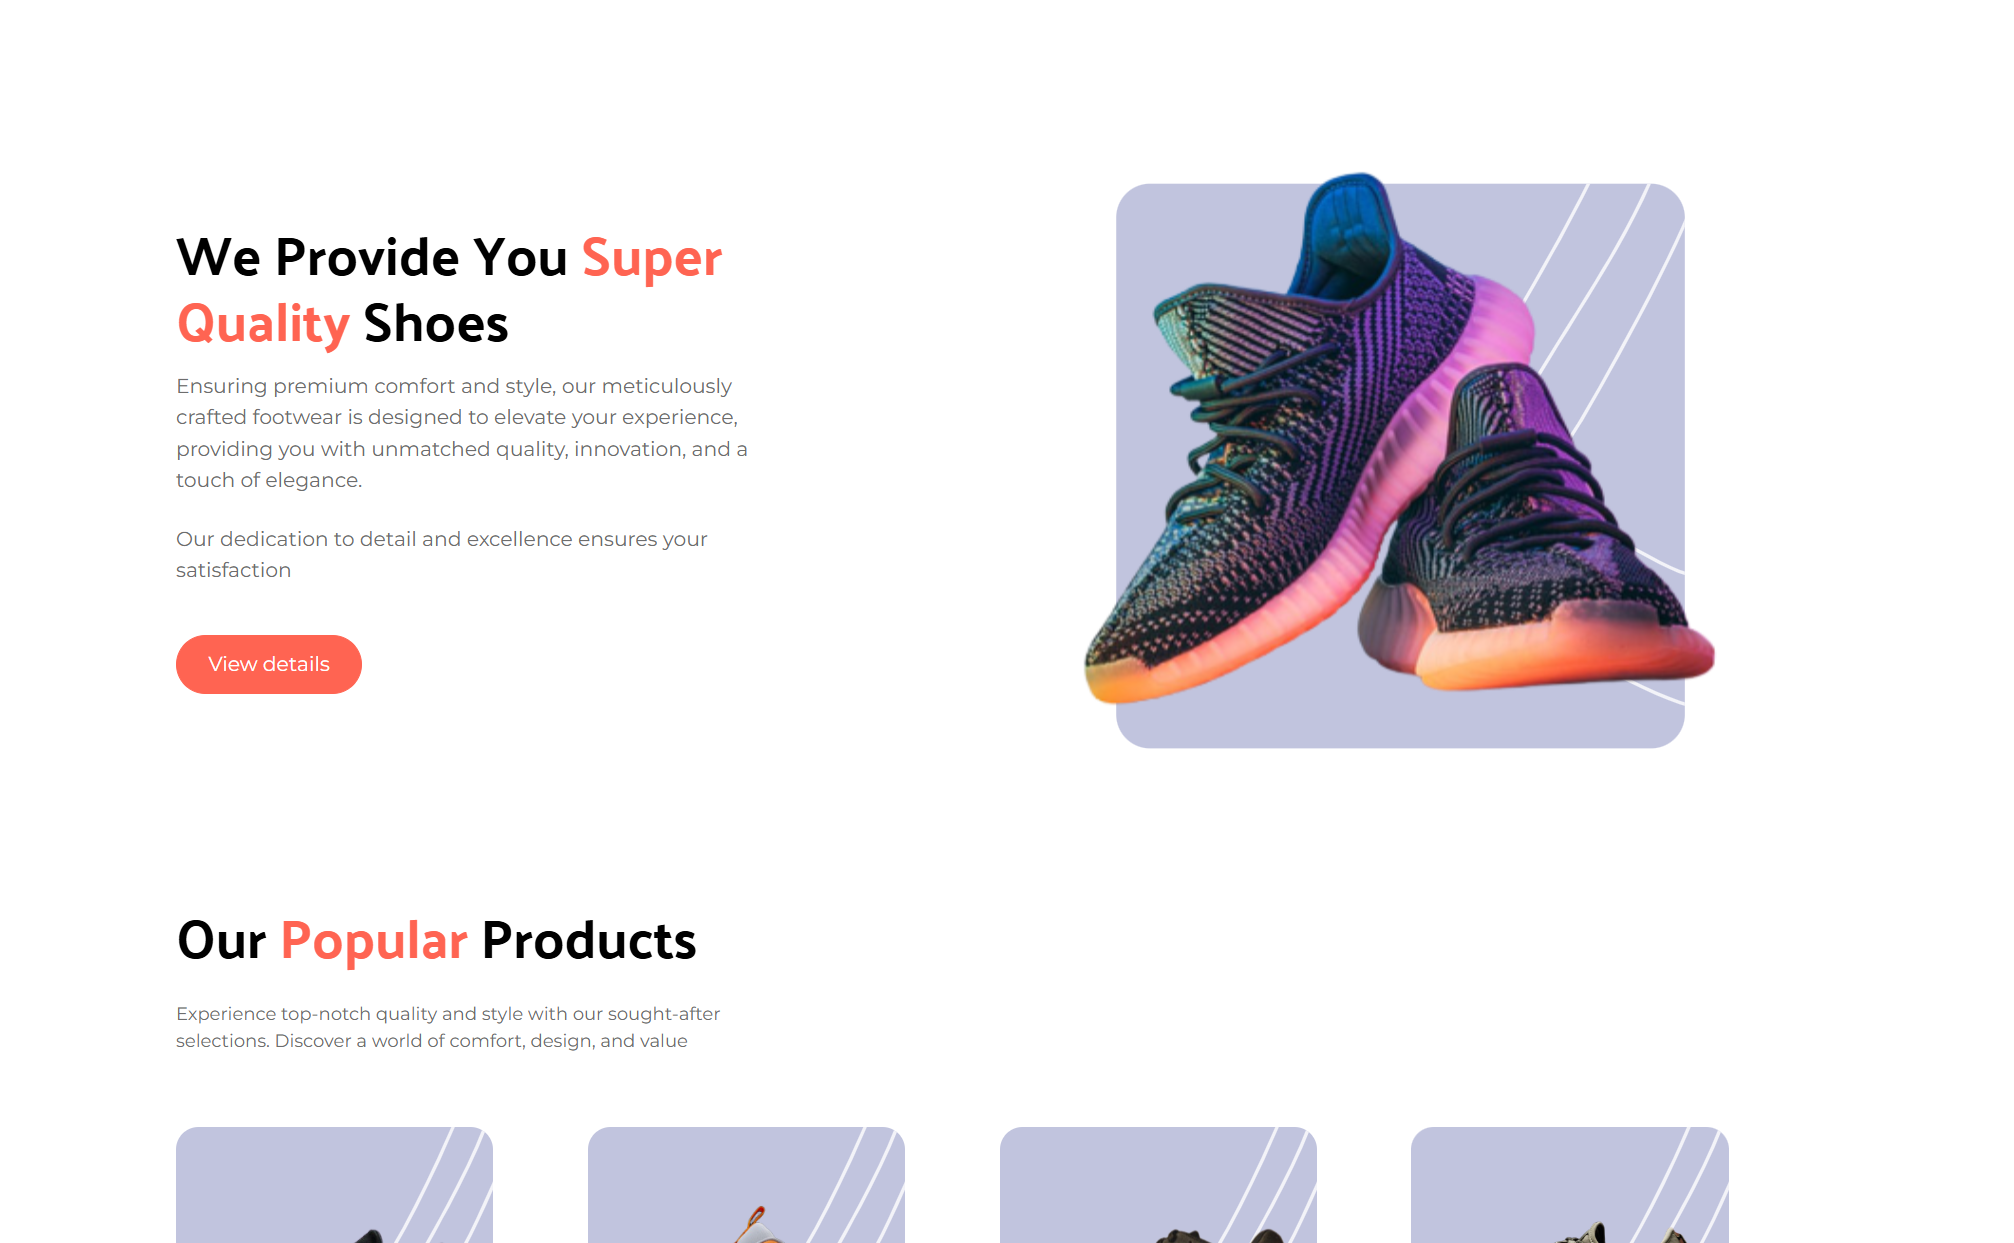 We Provide You Super
Quality Shoes
Ensuring premium comfort and style, our meticulously
crafted footwear is designed to elevate your experience,
providing you with unmatched quality, innovation, and a
touch of elegance.
Our dedication to detail and excellence ensures your
satisfaction
View details
Our Popular Products
Experience top-notch quality and style with our sought-after
selections. Discover a world of comfort, design, and value